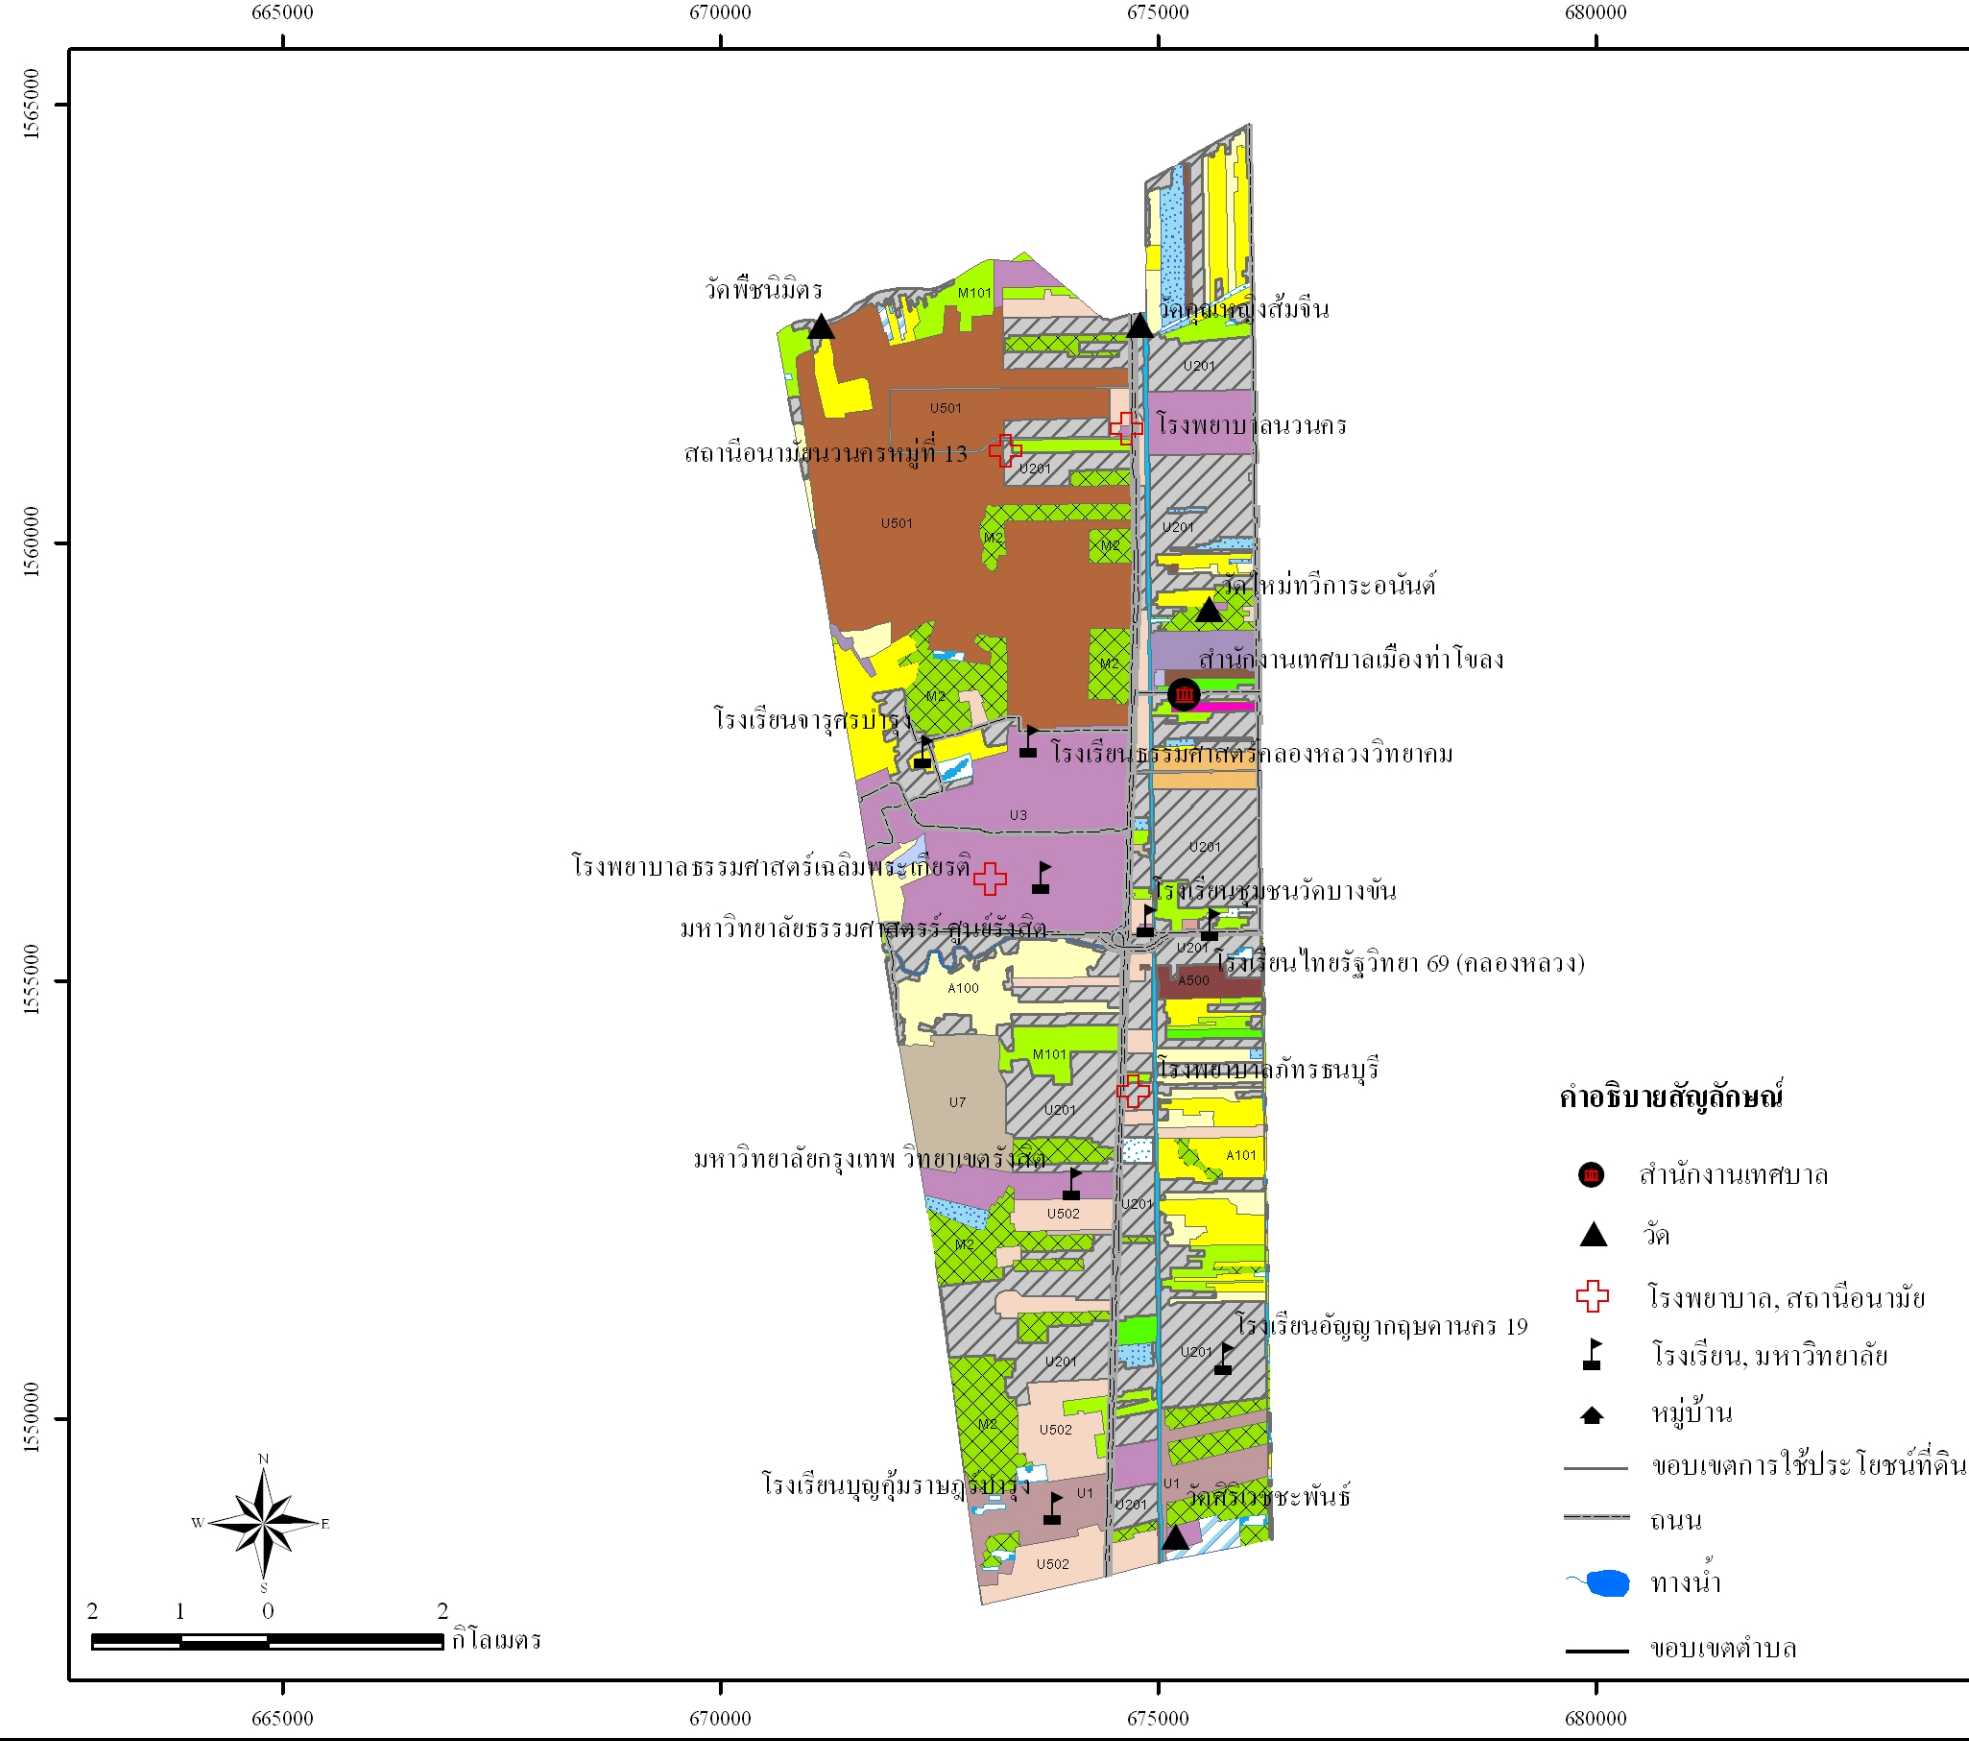 665000 670000 675000 680000
1565000
วัดพืชนิมิตร
M101
วัดคุณหญิงส้มจีน
U201
U501
โรงพยาบาลนวนคร
สถานีอนามัยนวนครหมู่ที่ 13
U201
U501
U201
1560000
M2
M2
วัดใหม่ทวีการะอนันต์
สำนักงานเทศบาลเมืองท่าโขลง
M2
M2
โรงเรียนจารุศรบำรุง
โรงเรียนธรรมศาสตร์คลองหลวงวิทยาคม
U3
U201
โรงพยาบาลธรรมศาสตร์เฉลิมพระเกียรติ
โรงเรียนชุมชนวัดบางขัน
มหาวิทยาลัยธรรมศาสตรร์ ศูนย์รังสิต
U201
โรงเรียนไทยรัฐวิทยา 69 (คลองหลวง)
1555000
A100
A500
M101
โรงพยาบาลภัทรธนบุรี
U7
U201
มหาวิทยาลัยกรุงเทพ วิทยาเขตรังสิต
A101
U201
U502
M2
โรงเรียนอัญญากฤษดานคร 19
U201
U201
1550000
M2
U502
โรงเรียนบุญคุ้มราษฎร์บำรุง
U1
U201
U1
วัดศิริเวชชะพันธ์
U502
คำอธิบายสัญลักษณ์
สำนักงานเทศบาล
วัด
โรงพยาบาล, สถานีอนามัย
โรงเรียน, มหาวิทยาลัย
หมู่บ้าน
ขอบเขตการใช้ประโยชน์ที่ดิน
ถนน
ทางน้ำ
ขอบเขตตำบล
N
W E
S
2 1 0 2
กิโลเมตร
665000 670000 675000 680000